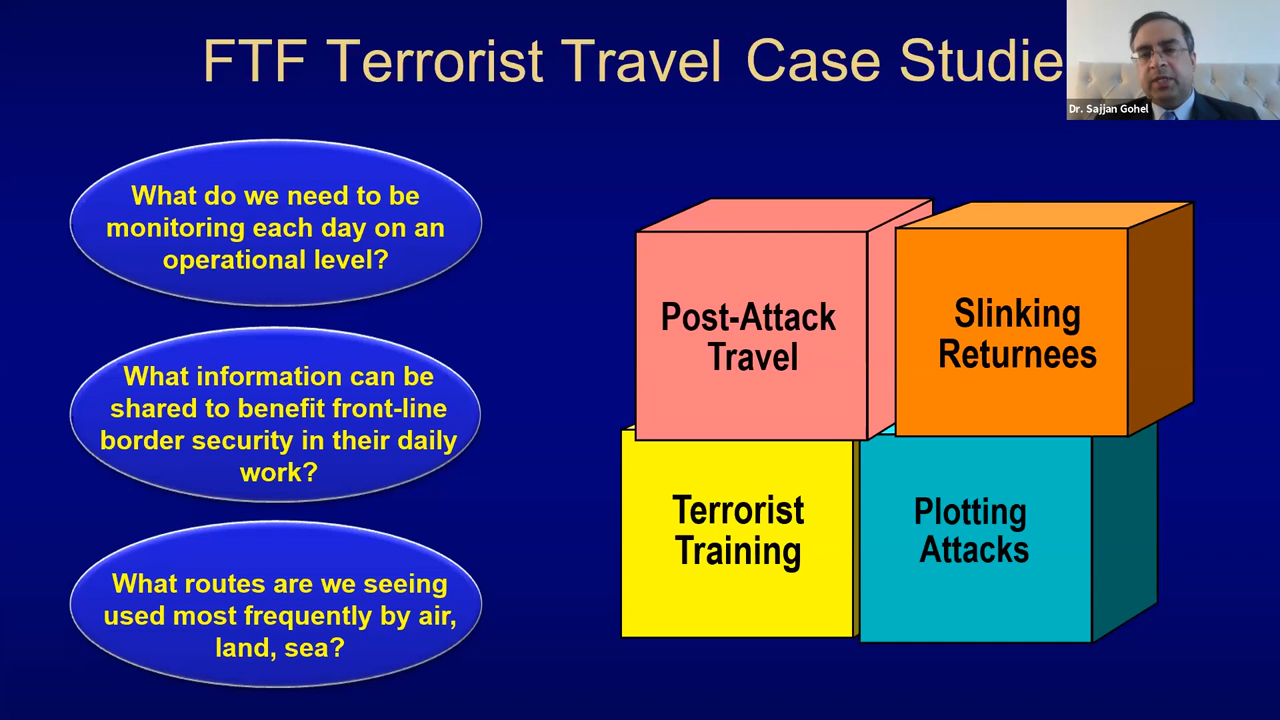 FTF Terrorist Travel Case Studie
Dr. Sajjan Gohel
What do we need to be
monitoring each day on an
operational level?
What information can be
shared to benefit front-line
border security in their daily
work?
What routes are we seeing
used most frequently by air,
land, sea?
Post-Attack
Travel
Slinking
Returnees
Terrorist
Training
Plotting
Attacks